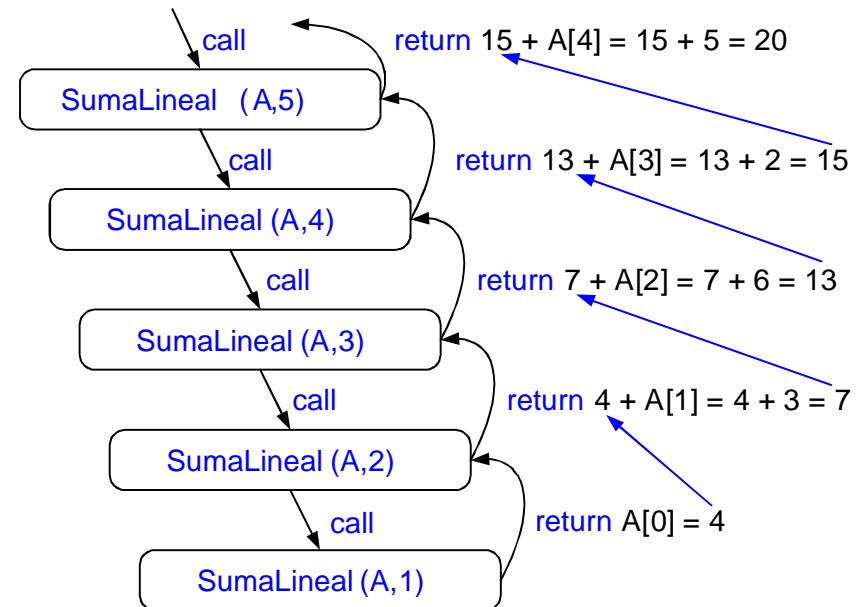 call
return 15 + A[4] = 15 + 5 = 20
SumaLineal (A,5)
call
return 13 + A[3] = 13 + 2 = 15
SumaLineal (A,4)
call
return 7 + A[2] = 7 + 6 = 13
SumaLineal (A,3)
call
return 4 + A[1] = 4 + 3 = 7
SumaLineal (A,2)
call
return A[0] = 4
SumaLineal (A,1)